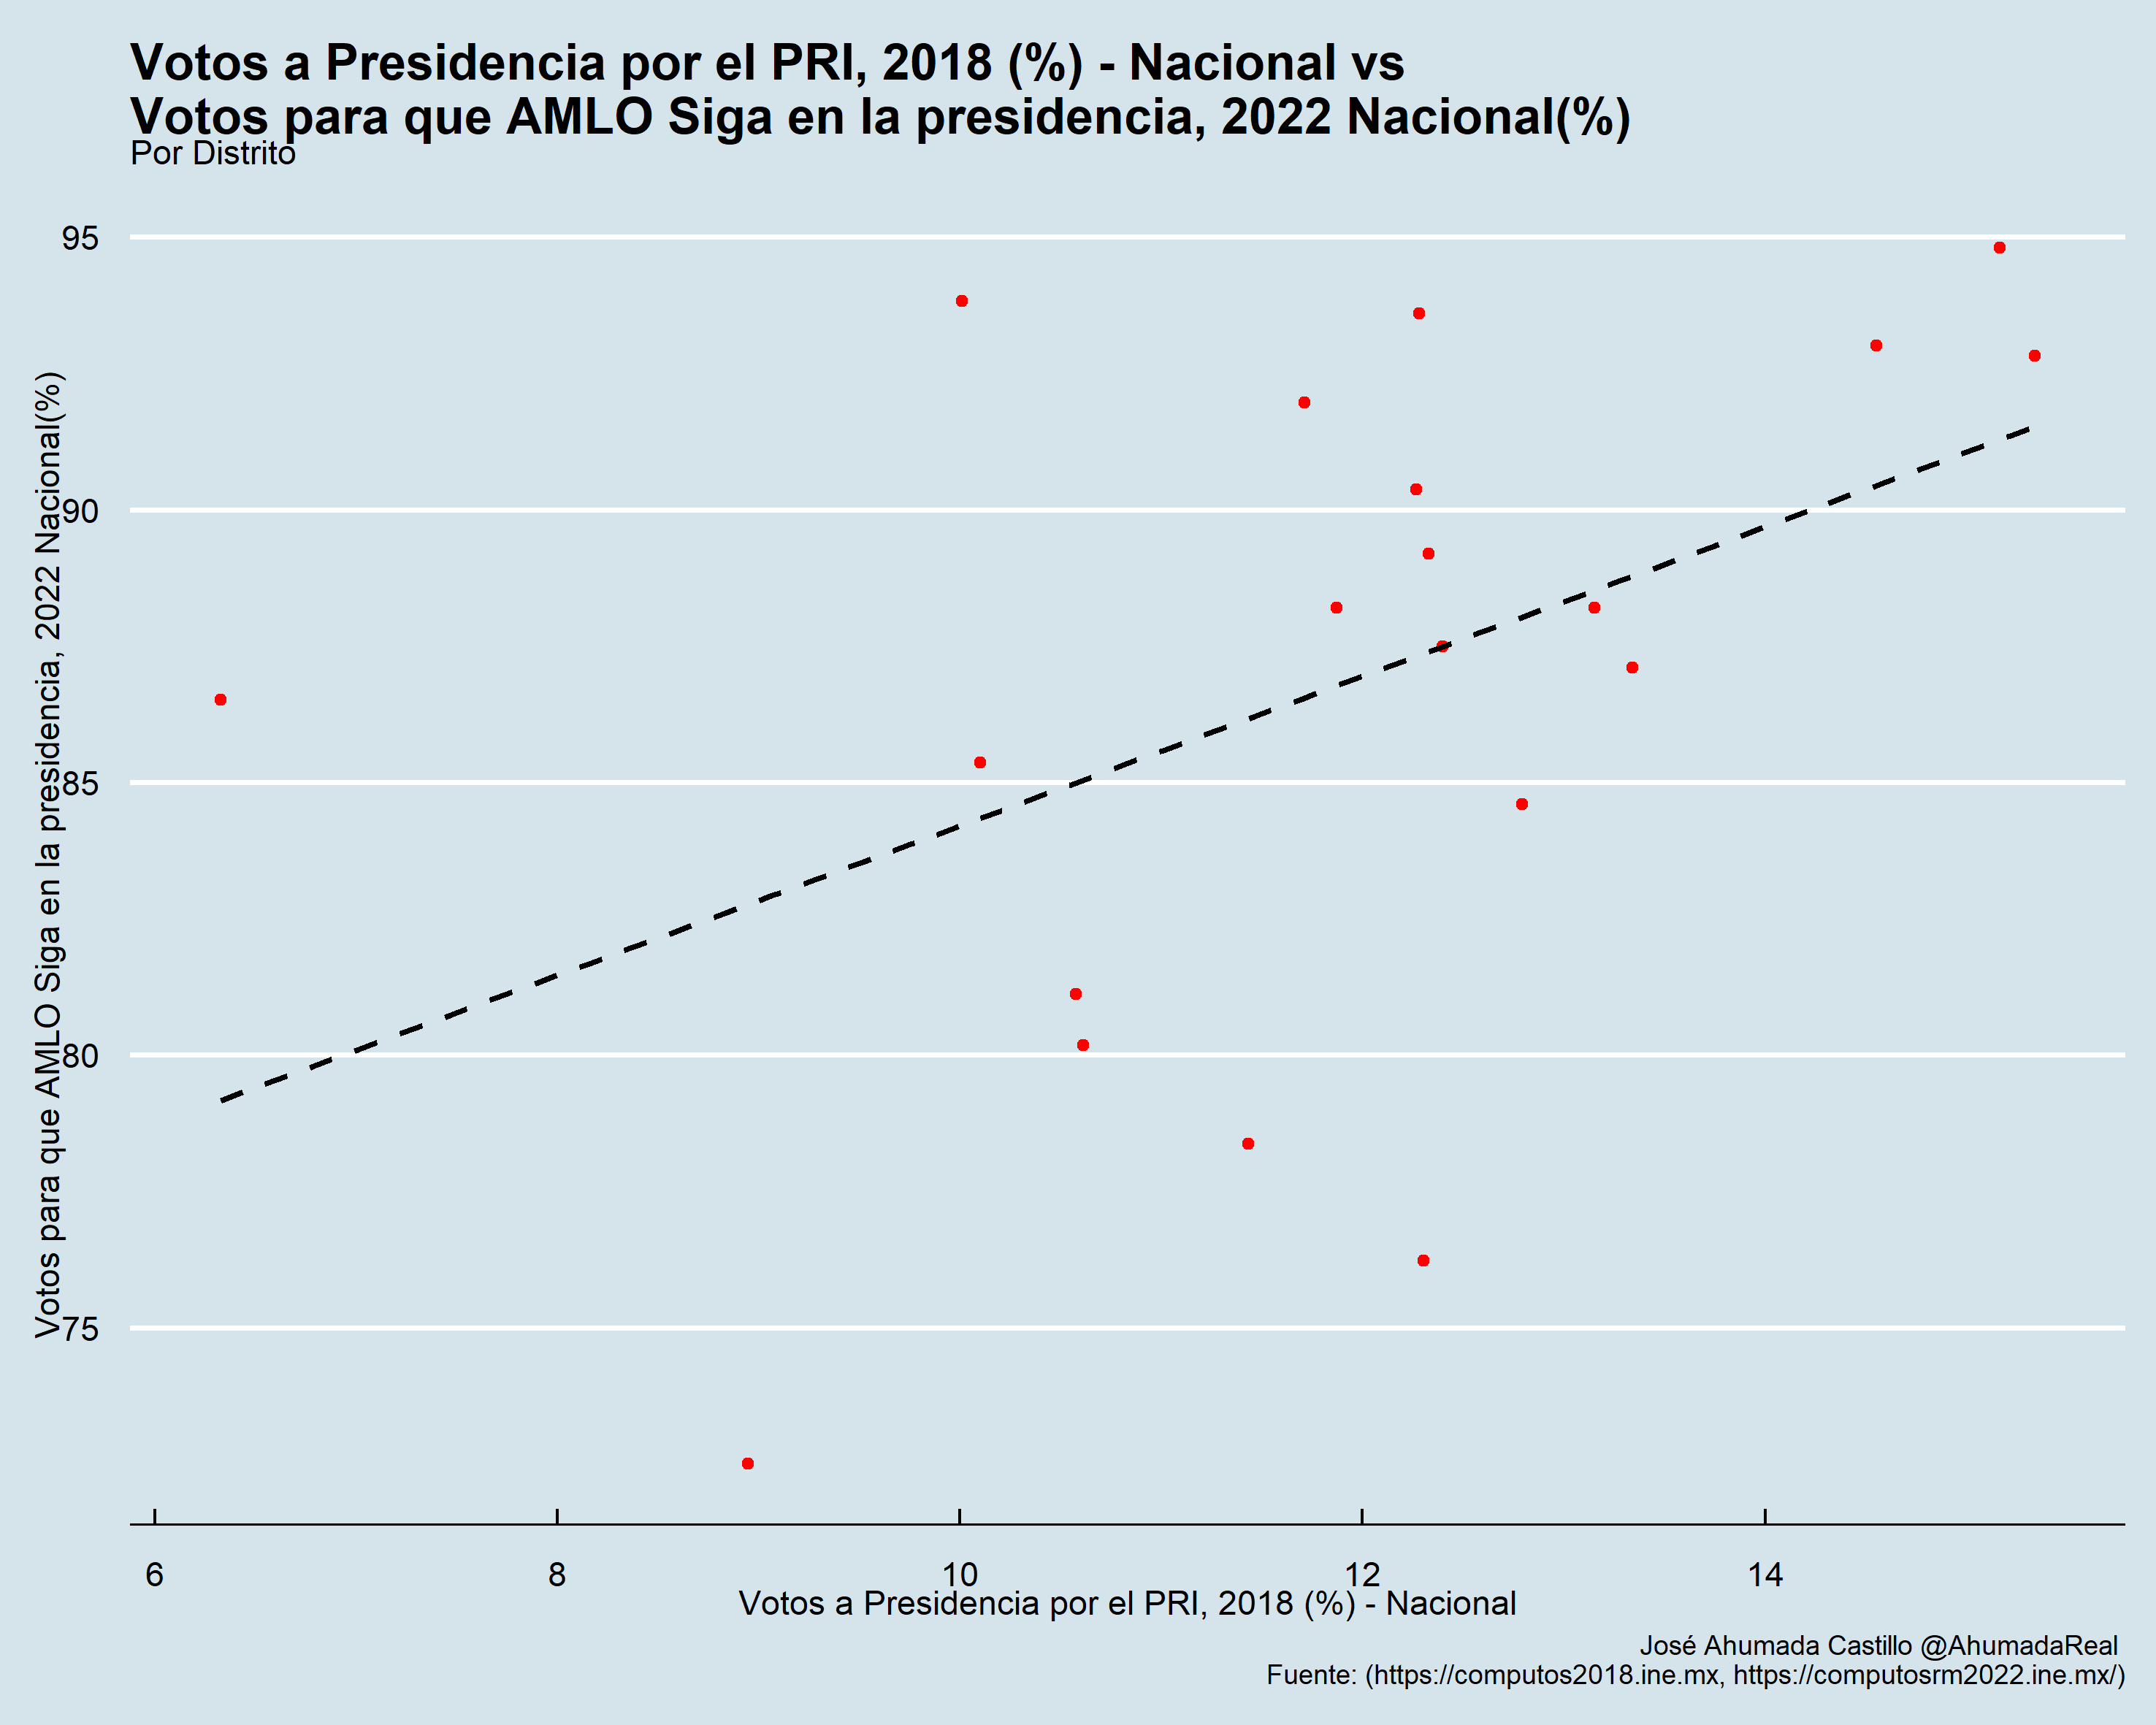 Votos a Presidencia por el PRI, 2018 (%) - Nacional vs
Votos para que AMLO Siga en la presidencia, 2022 Nacional(%)
Por Distrito
Votos para que AMLO Siga en la presidencia, 2022 Nacional(%)
95
90
85
80
75
6
8
10
12
14
Votos a Presidencia por el PRI, 2018 (%) - Nacional
José Ahumada Castillo @AhumadaReal
Fuente: (https://computos2018.ine.mx, https://computosrm2022.ine.mx/)